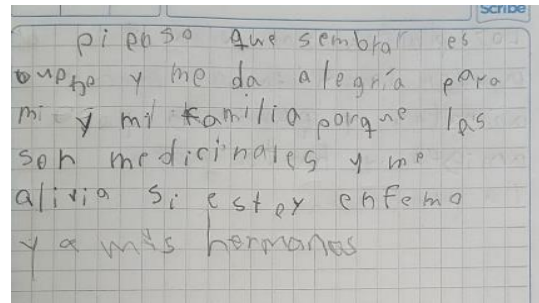 Scribe
pienso que sembrar es
bueno y me da alegría para
mi y mi familia porque las
son medicinales y me
alivia si estoy enfemo
y a mis hermanos